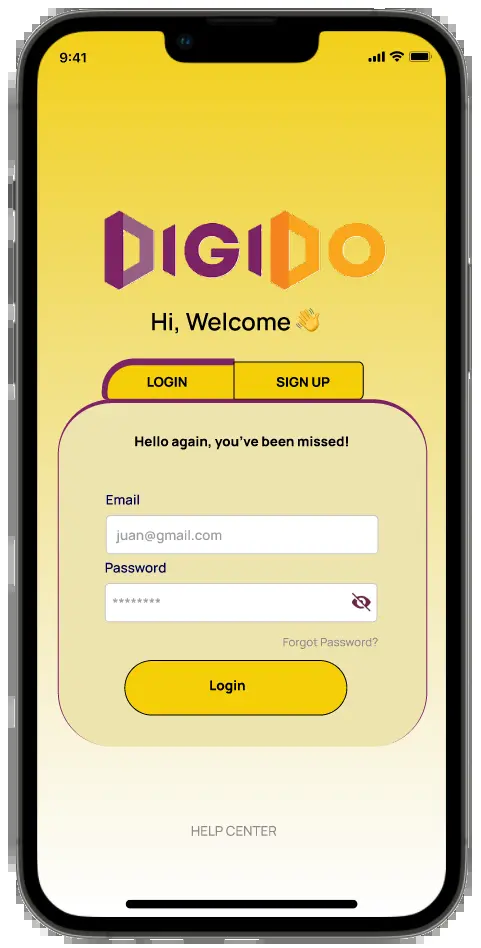 9:41
DIGIDO
Hi, Welcome 👋
LOGIN
SIGN UP
Hello again, you've been missed!
Email
juan@gmail.com
Password
********
Forgot Password?
Login
HELP CENTER